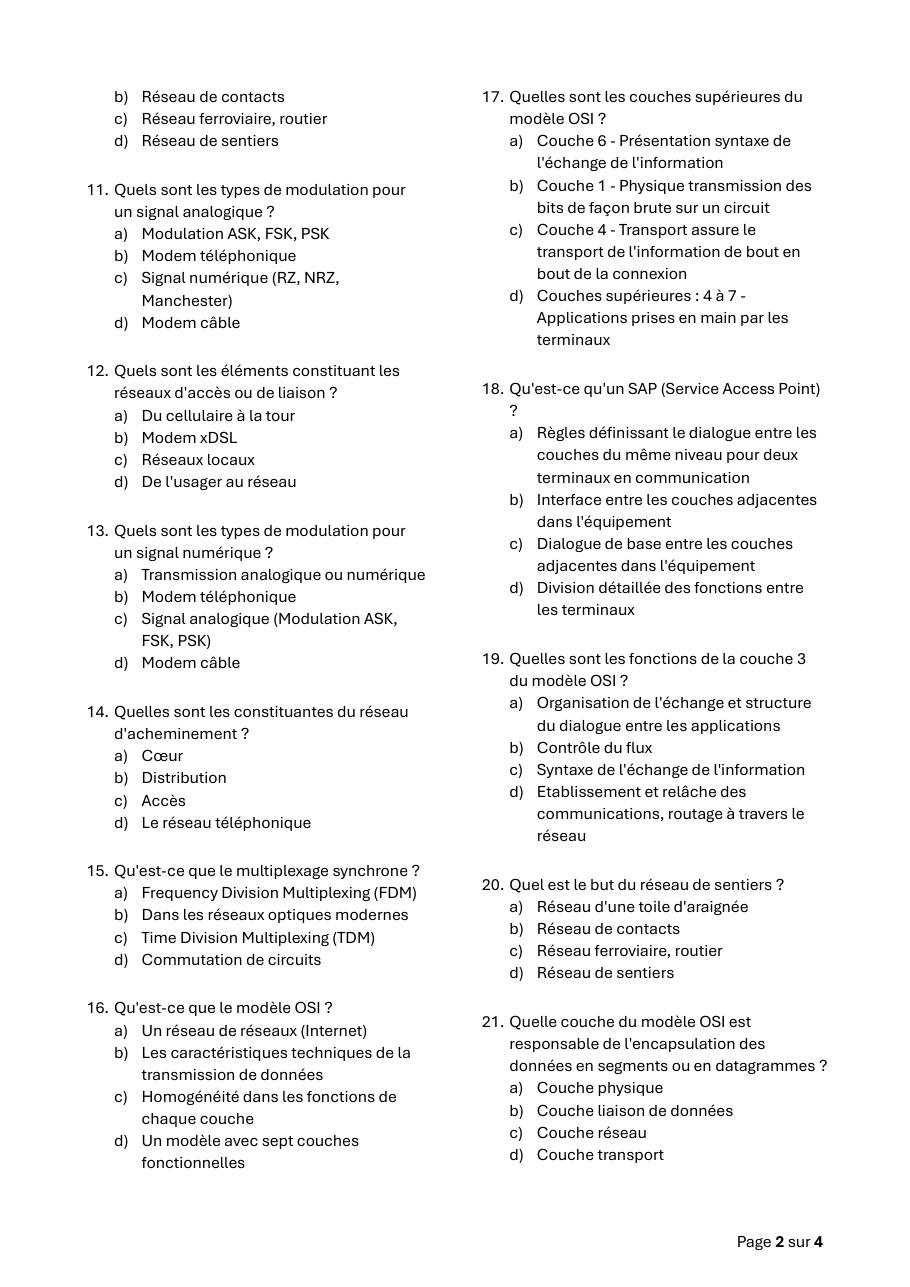 b) Réseau de contacts
c) Réseau ferroviaire, routier
d) Réseau de sentiers
11. Quels sont les types de modulation pour
un signal analogique ?
a) Modulation ASK, FSK, PSK
b) Modem téléphonique
c) Signal numérique (RZ, NRZ,
Manchester)
d) Modem câble
12. Quels sont les éléments constituant les
réseaux d'accès ou de liaison ?
a) Du cellulaire à la tour
b) Modem xDSL
c) Réseaux locaux
d) De l'usager au réseau
13. Quels sont les types de modulation pour
un signal numérique ?
a) Transmission analogique ou numérique
b) Modem téléphonique
c) Signal analogique (Modulation ASK,
FSK, PSK)
d) Modem câble
14. Quelles sont les constituantes du réseau
d'acheminement ?
a) Cœur
b) Distribution
c) Accès
d) Le réseau téléphonique
15. Qu'est-ce que le multiplexage synchrone ?
a) Frequency Division Multiplexing (FDM)
b) Dans les réseaux optiques modernes
c) Time Division Multiplexing (TDM)
d) Commutation de circuits
16. Qu'est-ce que le modèle OSI ?
a) Un réseau de réseaux (Internet)
b) Les caractéristiques techniques de la
transmission de données
c) Homogénéité dans les fonctions de
chaque couche
d) Un modèle avec sept couches
fonctionnelles
17. Quelles sont les couches supérieures du
modèle OSI ?
a) Couche 6 - Présentation syntaxe de
l'échange de l'information
b) Couche 1 - Physique transmission des
bits de façon brute sur un circuit
c) Couche 4 - Transport assure le
transport de l'information de bout en
bout de la connexion
d) Couches supérieures : 4 à 7 -
Applications prises en main par les
terminaux
18. Qu'est-ce qu'un SAP (Service Access Point)
?
a) Règles définissant le dialogue entre les
couches du même niveau pour deux
terminaux en communication
b) Interface entre les couches adjacentes
dans l'équipement
c) Dialogue de base entre les couches
adjacentes dans l'équipement
d) Division détaillée des fonctions entre
les terminaux
19. Quelles sont les fonctions de la couche 3
du modèle OSI ?
a) Organisation de l'échange et structure
du dialogue entre les applications
b) Contrôle du flux
c) Syntaxe de l'échange de l'information
d) Etablissement et relâche des
communications, routage à travers le
réseau
20. Quel est le but du réseau de sentiers ?
a) Réseau d'une toile d'araignée
b) Réseau de contacts
c) Réseau ferroviaire, routier
d) Réseau de sentiers
21. Quelle couche du modèle OSI est
responsable de l'encapsulation des
données en segments ou en datagrammes ?
a) Couche physique
b) Couche liaison de données
c) Couche réseau
d) Couche transport
Page 2 sur 4